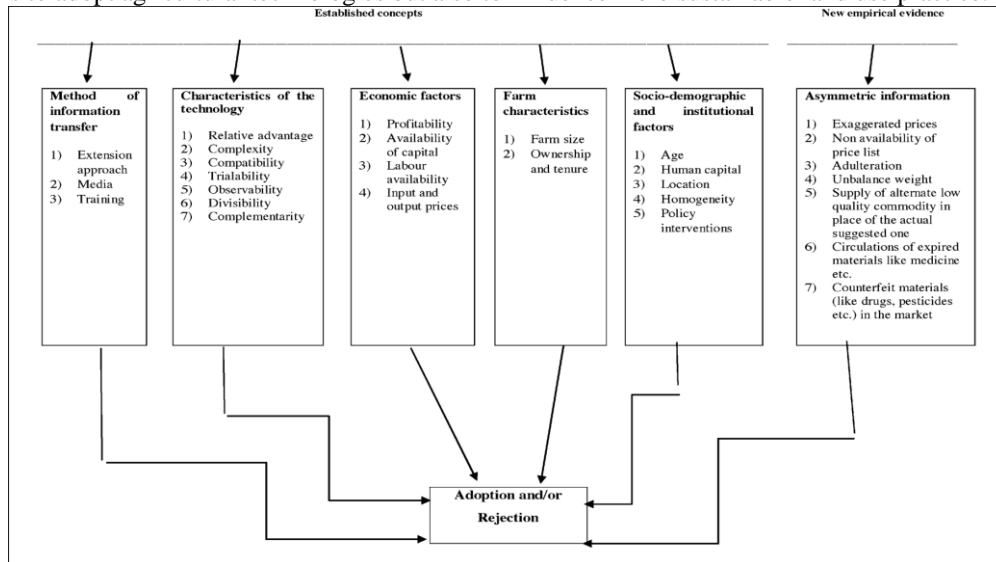 Established concepts
New empirical evidence
Method of
information
transfer
1) Extension
approach
2) Media
3) Training
Characteristics of the
technology
1) Relative advantage
2) Complexity
3) Compatibility
4) Trialability
5) Observability
6) Divisibility
7) Complementarity
Economic factors
1) Profitability
2) Availability
of capital
3) Labour
availability
4) Input and
output prices
Farm
characteristics
1) Farm size
2) Ownership
and tenure
Socio-demographic
and institutional
factors
1) Age
2) Human capital
3) Location
4) Homogeneity
5) Policy
interventions
Asymmetric information
1) Exaggerated prices
2) Non availability of
price list
3) Adulteration
4) Unbalance weight
5) Supply of alternate low
quality commodity in
place of the actual
suggested one
6) Circulations of expired
materials like medicine
etc.
7) Counterfeit materials
(like drugs, pesticides
etc.) in the market
Adoption and/or
Rejection